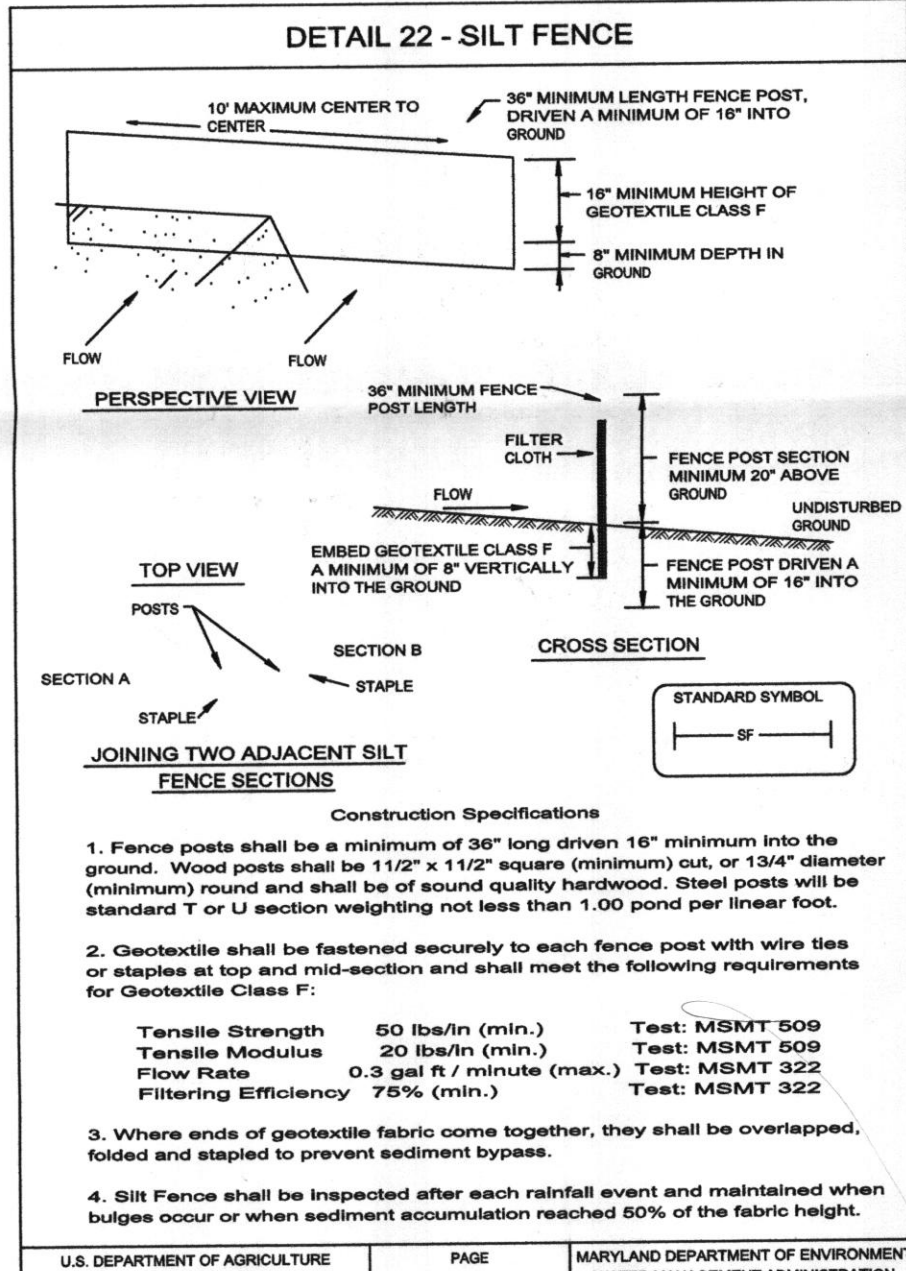 DETAIL 22 - SILT FENCE
10' MAXIMUM CENTER TO
CENTER
36" MINIMUM LENGTH FENCE POST,
DRIVEN A MINIMUM OF 16" INTO
GROUND
16" MINIMUM HEIGHT OF
GEOTEXTILE CLASS F
8" MINIMUM DEPTH IN
GROUND
FLOW
FLOW
PERSPECTIVE VIEW
36" MINIMUM FENCE
POST LENGTH
FILTER
CLOTH
FENCE POST SECTION
MINIMUM 20" ABOVE
GROUND
FLOW
UNDISTURBED
GROUND
EMBED GEOTEXTILE CLASS F
A MINIMUM OF 8" VERTICALLY
INTO THE GROUND
FENCE POST DRIVEN A
MINIMUM OF 16" INTO
THE GROUND
CROSS SECTION
TOP VIEW
POSTS
SECTION B
SECTION A
STAPLE
STAPLE
JOINING TWO ADJACENT SILT
FENCE SECTIONS
STANDARD SYMBOL
SF
Construction Specifications
1. Fence posts shall be a minimum of 36" long driven 16" minimum into the
ground. Wood posts shall be 11/2" x 11/2" square (minimum) cut, or 13/4" diameter
(minimum) round and shall be of sound quality hardwood. Steel posts will be
standard T or U section weighting not less than 1.00 pond per linear foot.
2. Geotextile shall be fastened securely to each fence post with wire ties
or staples at top and mid-section and shall meet the following requirements
for Geotextile Class F:
Tensile Strength 50 lbs/in (min.) Test: MSMT 509
Tensile Modulus 20 lbs/in (min.) Test: MSMT 509
Flow Rate 0.3 gal ft / minute (max.) Test: MSMT 322
Filtering Efficiency 75% (min.) Test: MSMT 322
3. Where ends of geotextile fabric come together, they shall be overlapped,
folded and stapled to prevent sediment bypass.
4. Silt Fence shall be inspected after each rainfall event and maintained when
bulges occur or when sediment accumulation reached 50% of the fabric height.
U.S. DEPARTMENT OF AGRICULTURE
PAGE
MARYLAND DEPARTMENT OF ENVIRONMENT